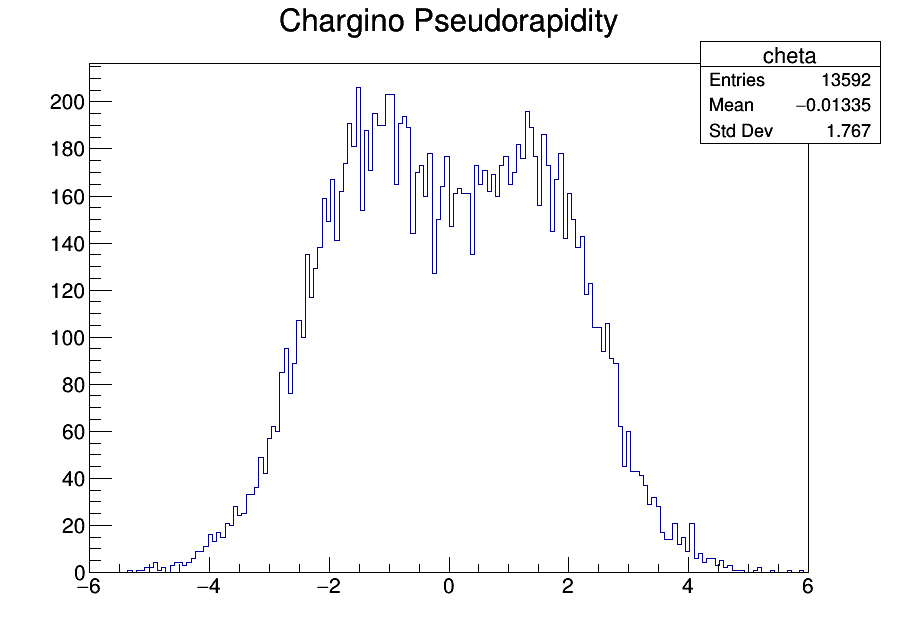 Chargino Pseudorapidity
cheta
Entries 13592
Mean −0.01335
Std Dev 1.767
200
180
160
140
120
100
80
60
40
20
0
−6 −4 −2 0 2 4 6